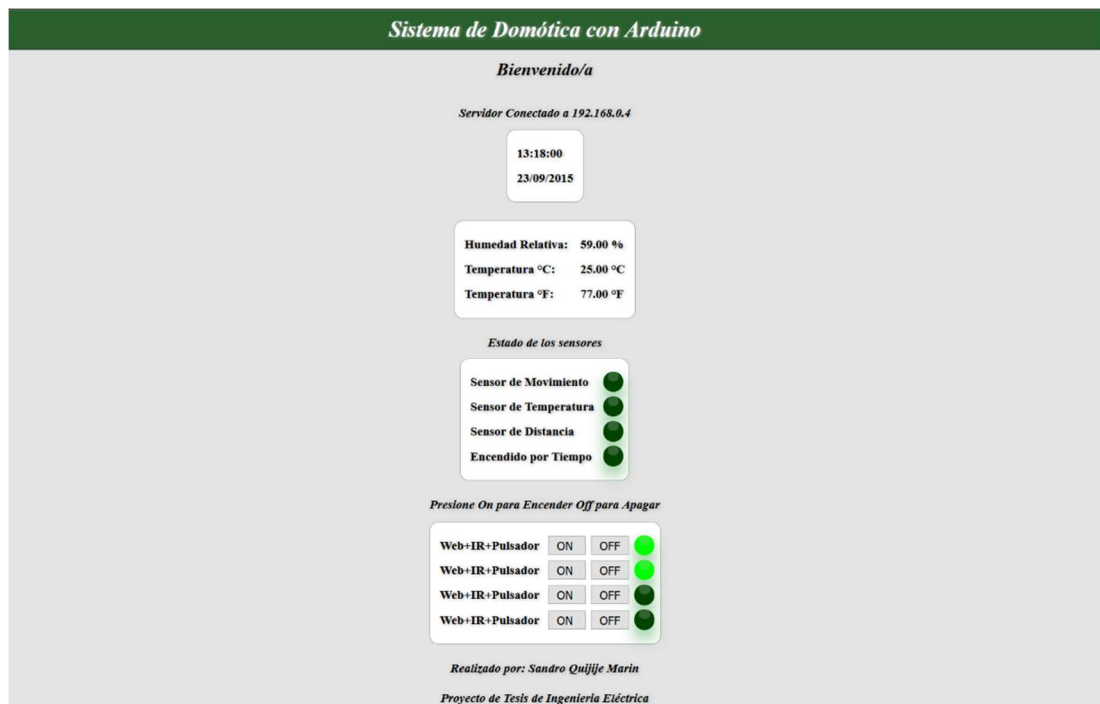 Sistema de Domótica con Arduino
Bienvenido/a
Servidor Conectado a 192.168.0.4
13:18:00
23/09/2015
Humedad Relativa: 59.00 %
Temperatura °C: 25.00 °C
Temperatura °F: 77.00 °F
Estado de los sensores
Sensor de Movimiento
Sensor de Temperatura
Sensor de Distancia
Encendido por Tiempo
Presione On para Encender Off para Apagar
Web+IR+Pulsador ON OFF
Web+IR+Pulsador ON OFF
Web+IR+Pulsador ON OFF
Web+IR+Pulsador ON OFF
Realizado por: Sandro Quijije Marin
Proyecto de Tesis de Ingenieria Eléctrica